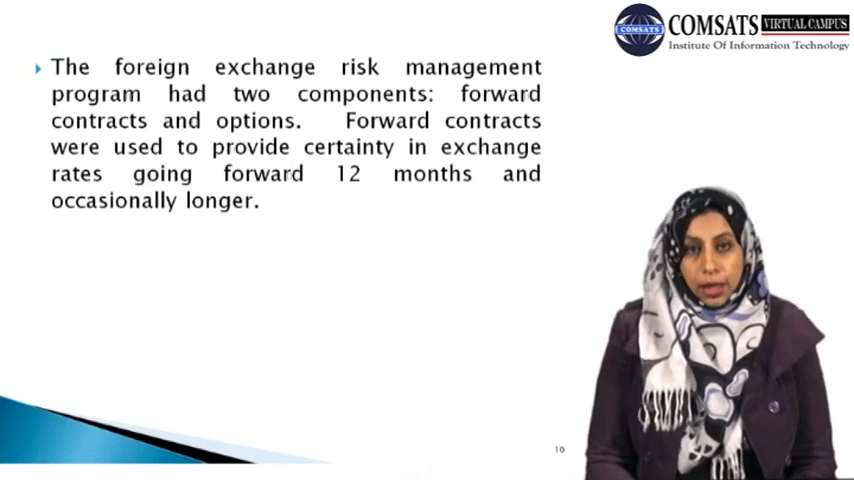 COMSATS VIRTUAL CAMPUS
COMSATS
Institute Of Information Technology
The foreign exchange risk management
program had two components: forward
contracts and options. Forward contracts
were used to provide certainty in exchange
rates going forward 12 months and
occasionally longer.
10